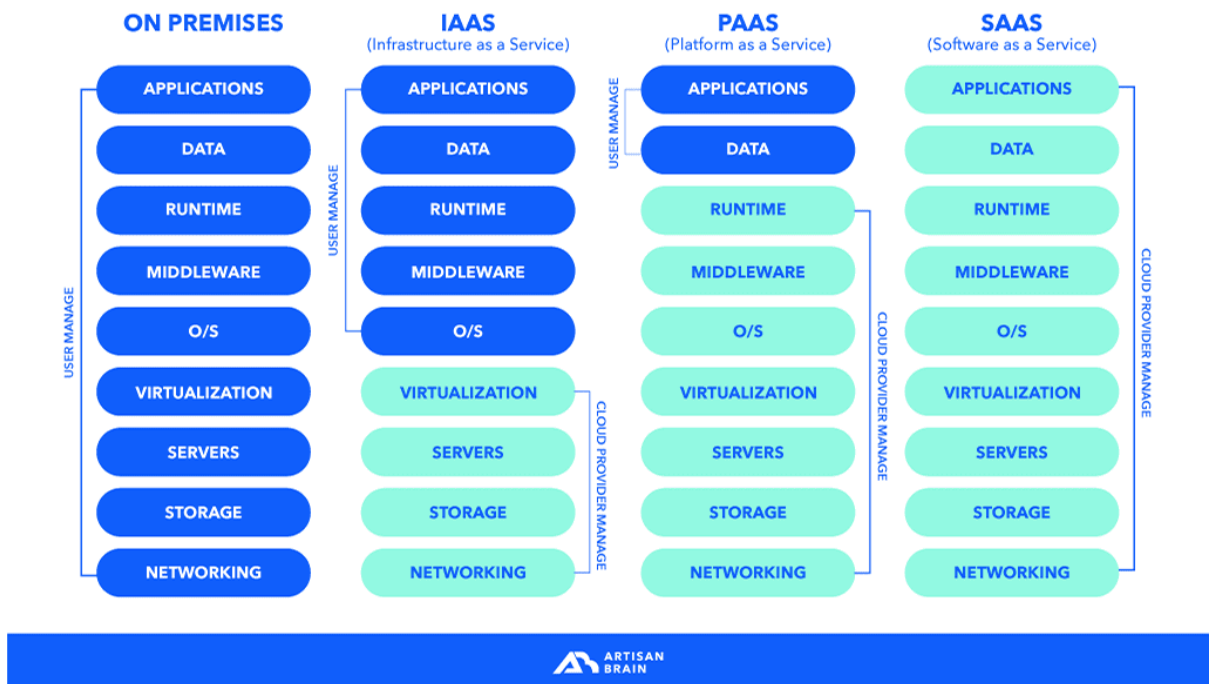 ON PREMISES
IAAS
(Infrastructure as a Service)
PAAS
(Platform as a Service)
SAAS
(Software as a Service)
USER MANAGE
APPLICATIONS
DATA
RUNTIME
MIDDLEWARE
O/S
VIRTUALIZATION
SERVERS
STORAGE
NETWORKING
USER MANAGE
APPLICATIONS
DATA
RUNTIME
MIDDLEWARE
O/S
VIRTUALIZATION
SERVERS
STORAGE
NETWORKING
CLOUD PROVIDER MANAGE
USER MANAGE
APPLICATIONS
DATA
RUNTIME
MIDDLEWARE
O/S
VIRTUALIZATION
SERVERS
STORAGE
NETWORKING
CLOUD PROVIDER MANAGE
APPLICATIONS
DATA
RUNTIME
MIDDLEWARE
O/S
VIRTUALIZATION
SERVERS
STORAGE
NETWORKING
CLOUD PROVIDER MANAGE
ARTISAN
BRAIN